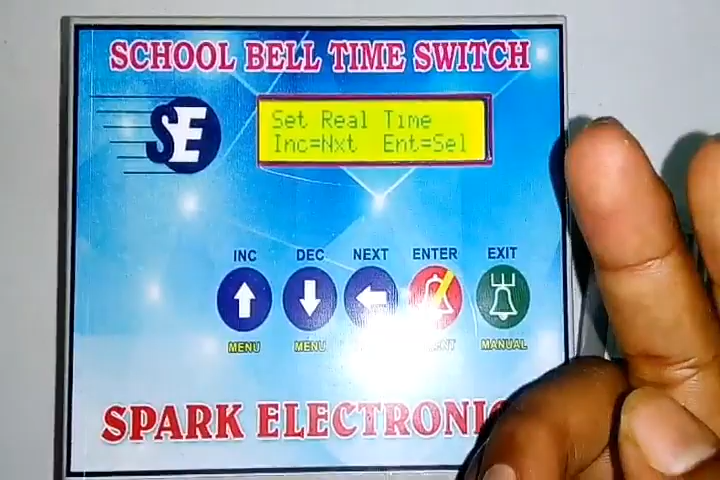 SCHOOL BELL TIME SWITCH
SE
Set Real Time
Inc=Nxt Ent=Sel
INC DEC NEXT ENTER EXIT
MENU MENU MANUAL
SPARK